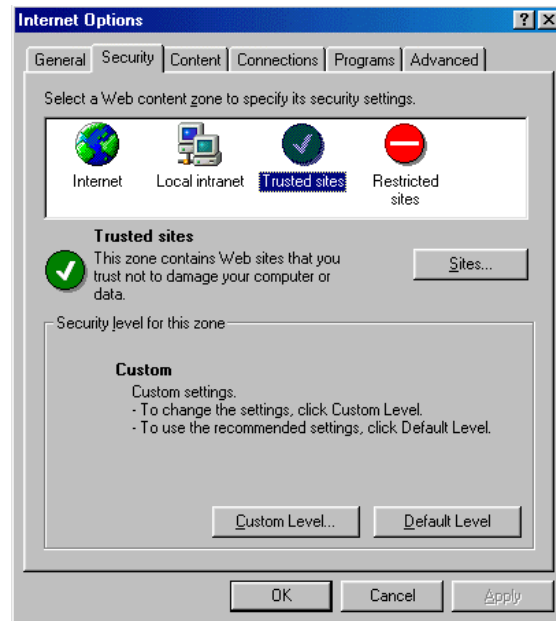 Internet Options
General Security Content Connections Programs Advanced
Select a Web content zone to specify its security settings.
Internet Local intranet Trusted sites Restricted
sites
Trusted sites
This zone contains Web sites that you
trust not to damage your computer or
data.
Sites...
Security level for this zone
Custom
Custom settings.
- To change the settings, click Custom Level.
- To use the recommended settings, click Default Level.
Custom Level... Default Level
OK Cancel Apply